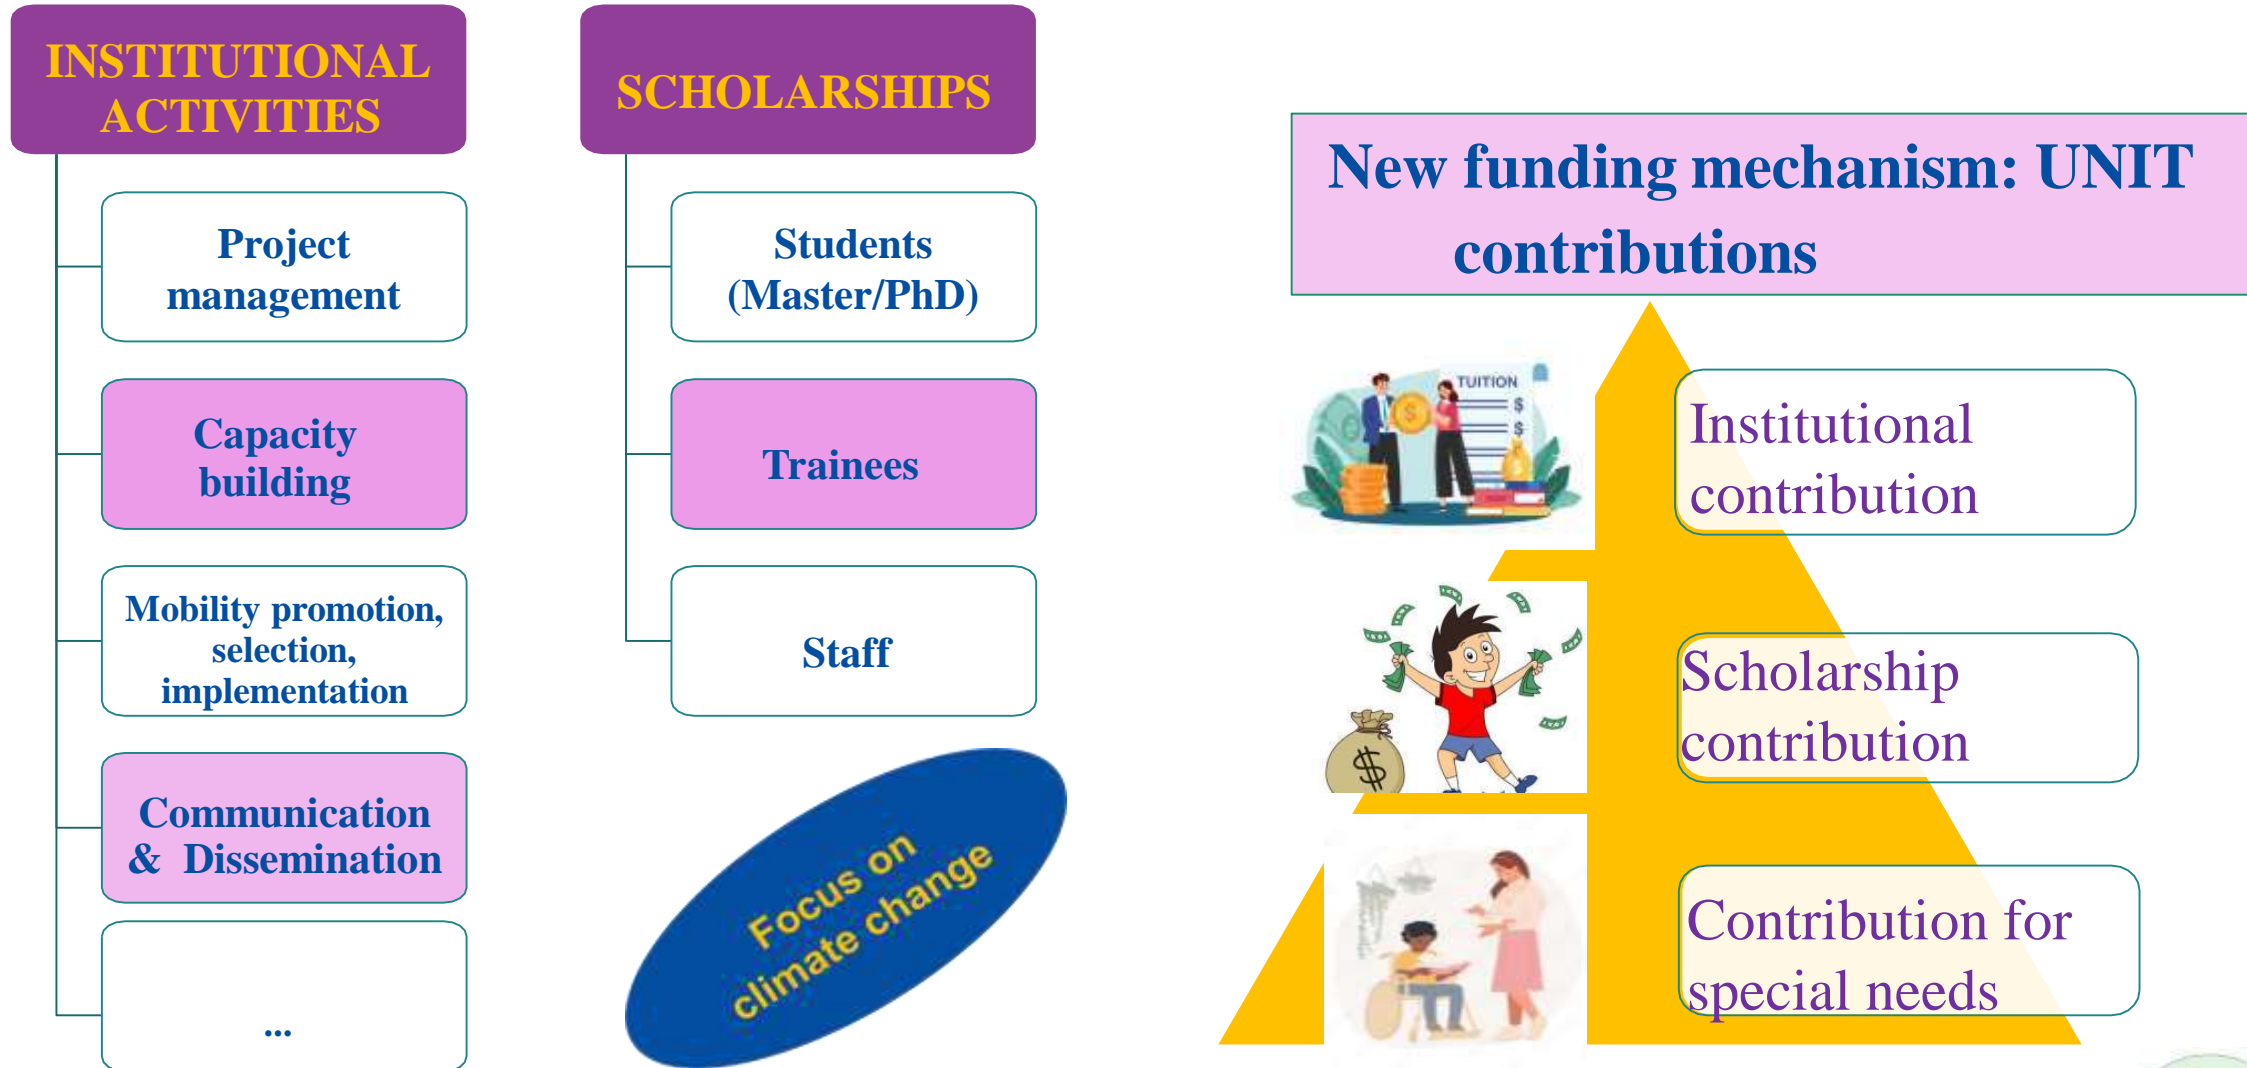 INSTITUTIONAL
ACTIVITIES
Project
management
Capacity
building
Mobility promotion,
selection,
implementation
Communication
& Dissemination
...
SCHOLARSHIPS
Students
(Master/PhD)
Trainees
Staff
Focus on
climate change
New funding mechanism: UNIT
contributions
TUITION
$
$
$
$
Institutional
contribution
$
Scholarship
contribution
Contribution for
special needs